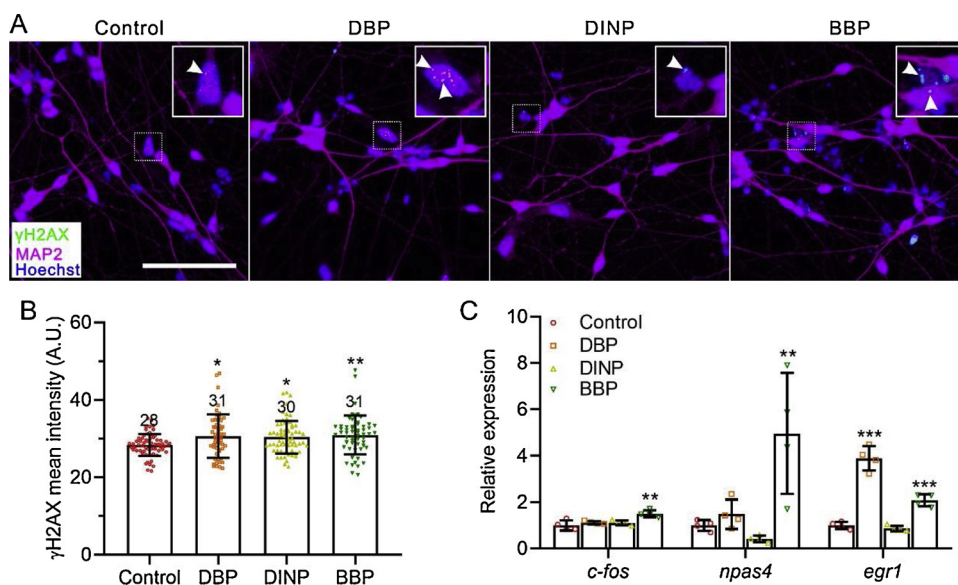 A
Control
DBP
DINP
BBP
γH2AX
MAP2
Hoechst
B
γH2AX mean intensity (A.U.)
60
40
20
0
28
*
31
*
30
**
31
Control
DBP
DINP
BBP
C
Relative expression
10
8
6
4
2
0
Control
DBP
DINP
BBP
**
**
***
***
c-fos
npas4
egr1